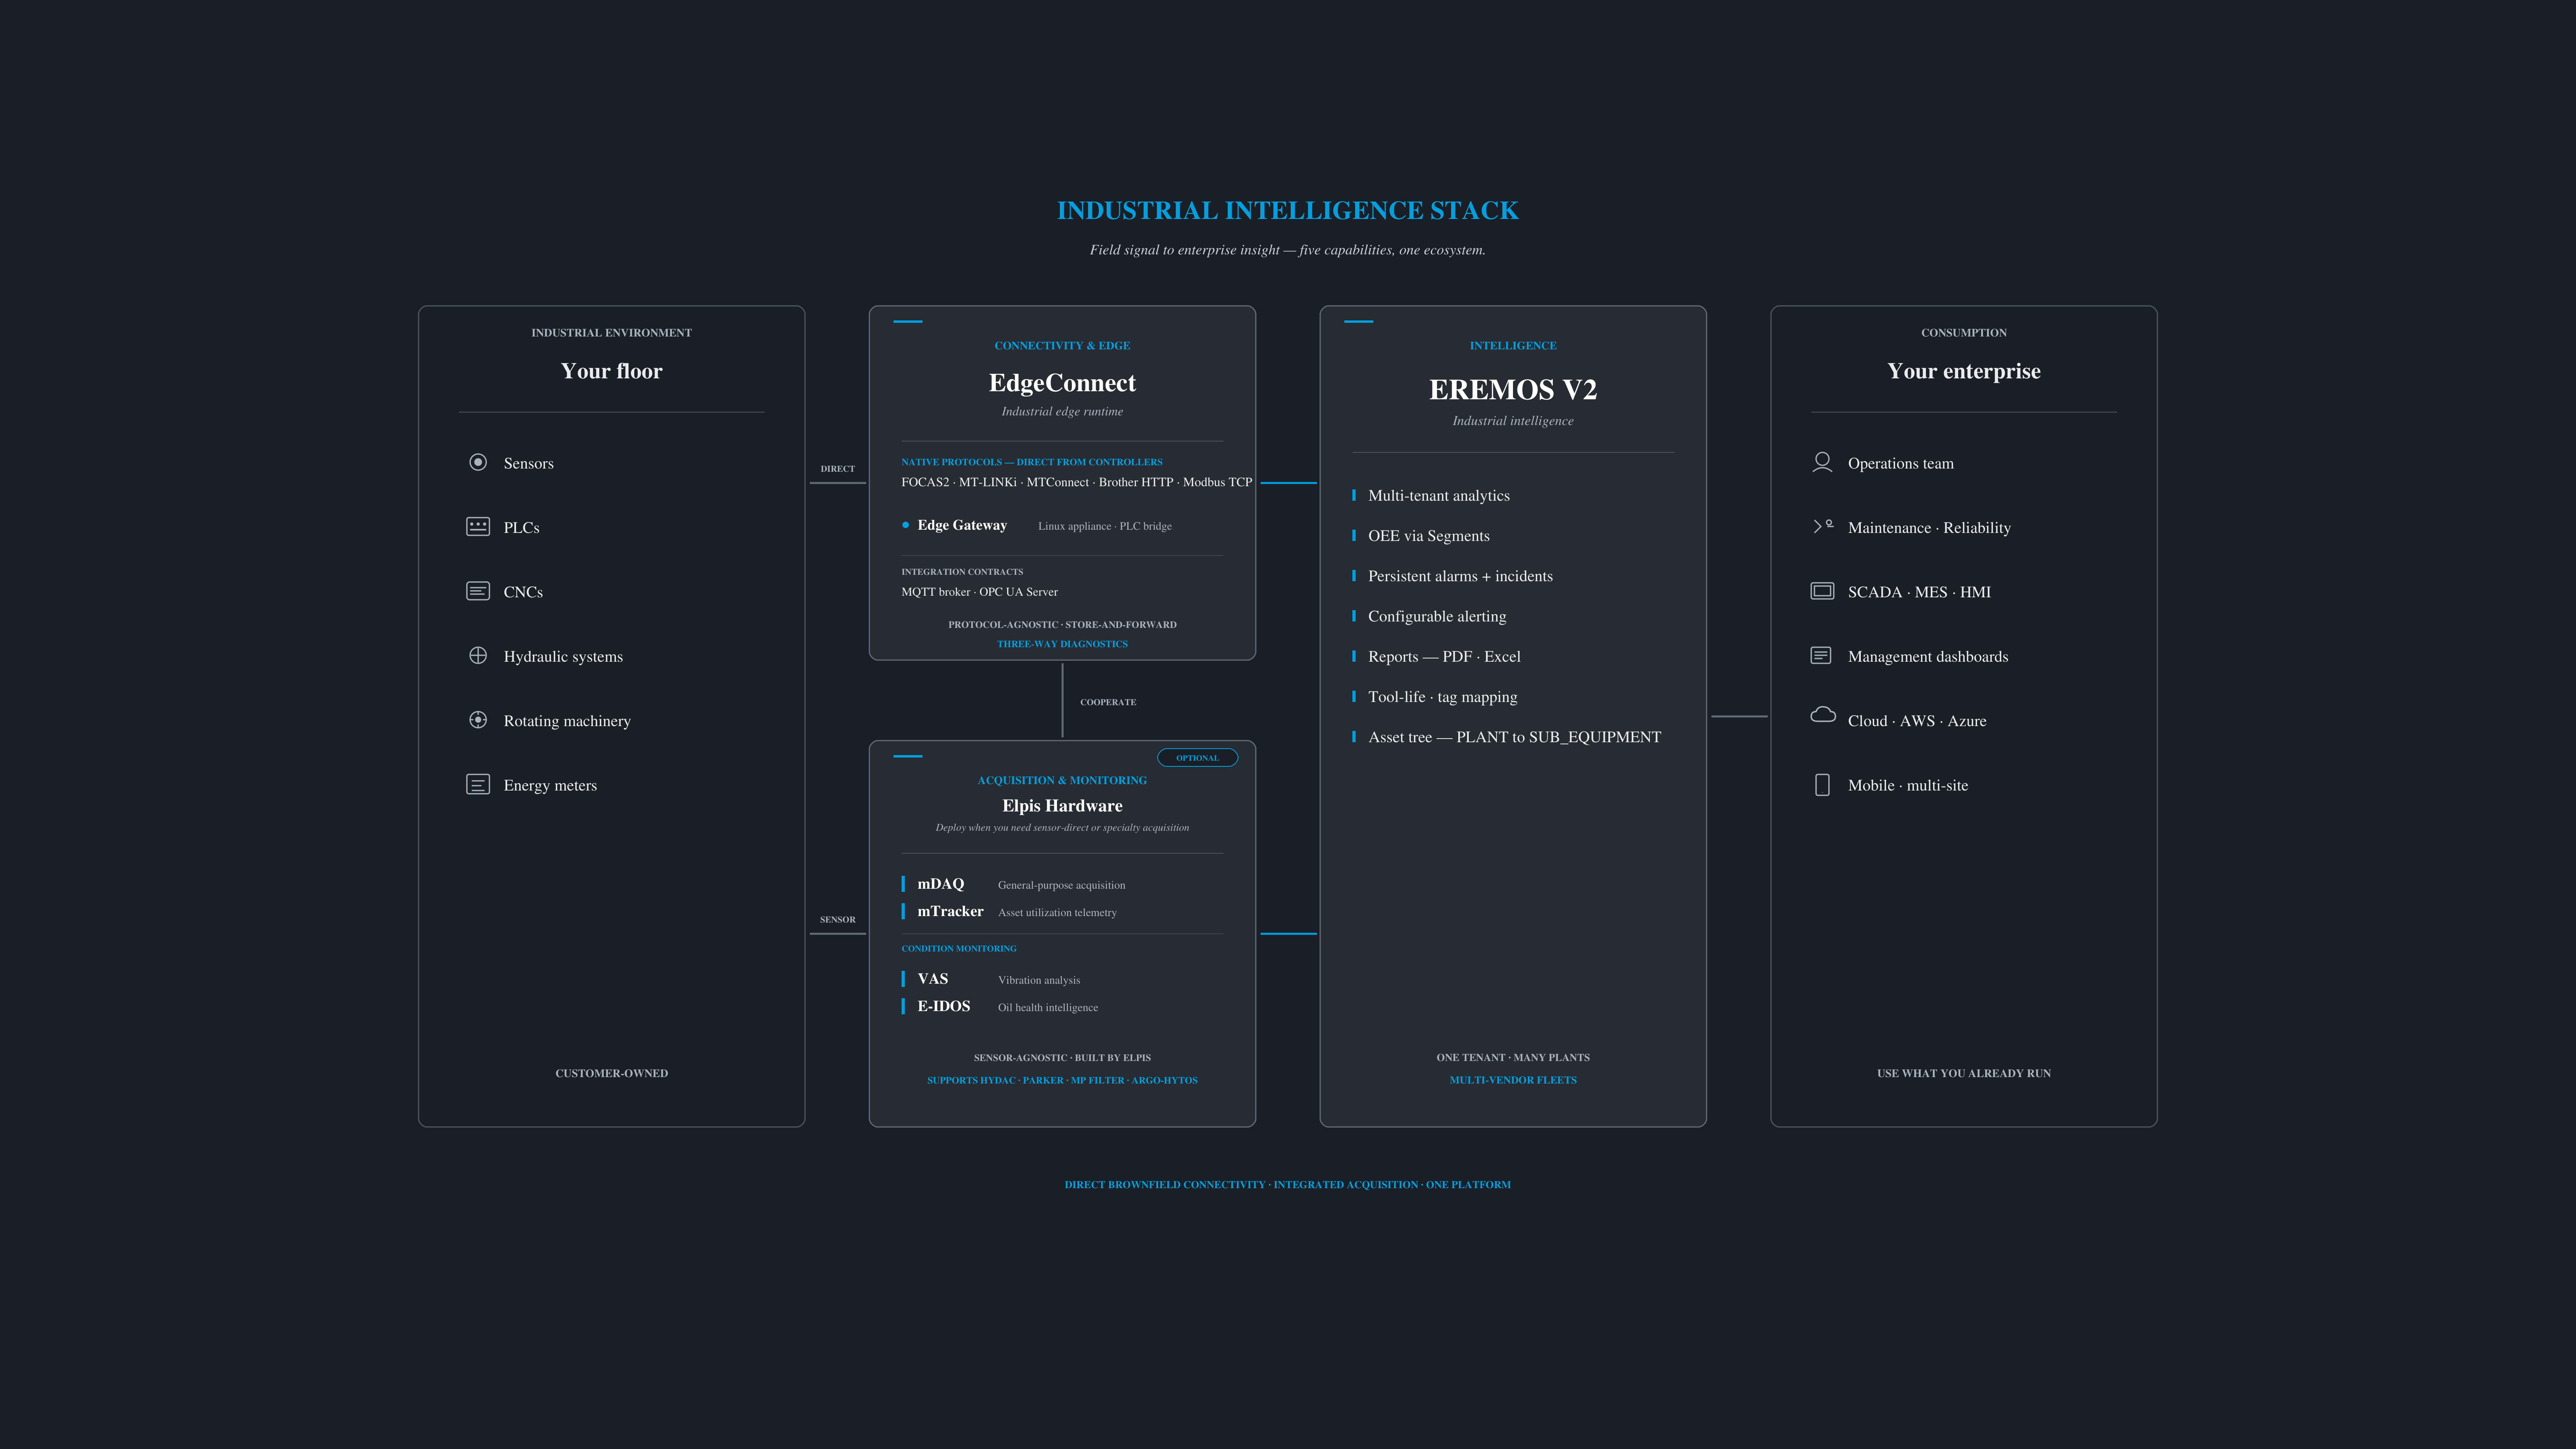 INDUSTRIAL INTELLIGENCE STACK
Field signal to enterprise insight — five capabilities, one ecosystem.
INDUSTRIAL ENVIRONMENT
Your floor
Sensors
PLCs
CNCs
Hydraulic systems
Rotating machinery
Energy meters
CUSTOMER-OWNED
DIRECT
SENSOR
CONNECTIVITY & EDGE
EdgeConnect
Industrial edge runtime
NATIVE PROTOCOLS — DIRECT FROM CONTROLLERS
FOCAS2 · MT-LINKi · MTConnect · Brother HTTP · Modbus TCP
Edge Gateway Linux appliance · PLC bridge
INTEGRATION CONTRACTS
MQTT broker · OPC UA Server
PROTOCOL-AGNOSTIC · STORE-AND-FORWARD
THREE-WAY DIAGNOSTICS
COOPERATE
OPTIONAL
ACQUISITION & MONITORING
Elpis Hardware
Deploy when you need sensor-direct or specialty acquisition
mDAQ General-purpose acquisition
mTracker Asset utilization telemetry
CONDITION MONITORING
VAS Vibration analysis
E-IDOS Oil health intelligence
SENSOR-AGNOSTIC · BUILT BY ELPIS
SUPPORTS HYDAC · PARKER · MP FILTER · ARGO-HYTOS
INTELLIGENCE
EREMOS V2
Industrial intelligence
Multi-tenant analytics
OEE via Segments
Persistent alarms + incidents
Configurable alerting
Reports — PDF · Excel
Tool-life · tag mapping
Asset tree — PLANT to SUB_EQUIPMENT
ONE TENANT · MANY PLANTS
MULTI-VENDOR FLEETS
CONSUMPTION
Your enterprise
Operations team
Maintenance · Reliability
SCADA · MES · HMI
Management dashboards
Cloud · AWS · Azure
Mobile · multi-site
USE WHAT YOU ALREADY RUN
DIRECT BROWNFIELD CONNECTIVITY · INTEGRATED ACQUISITION · ONE PLATFORM